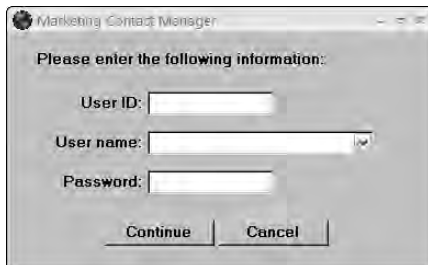 Marketing Contact Manager
Please enter the following information:
User ID:
User name:
Password:
Continue Cancel